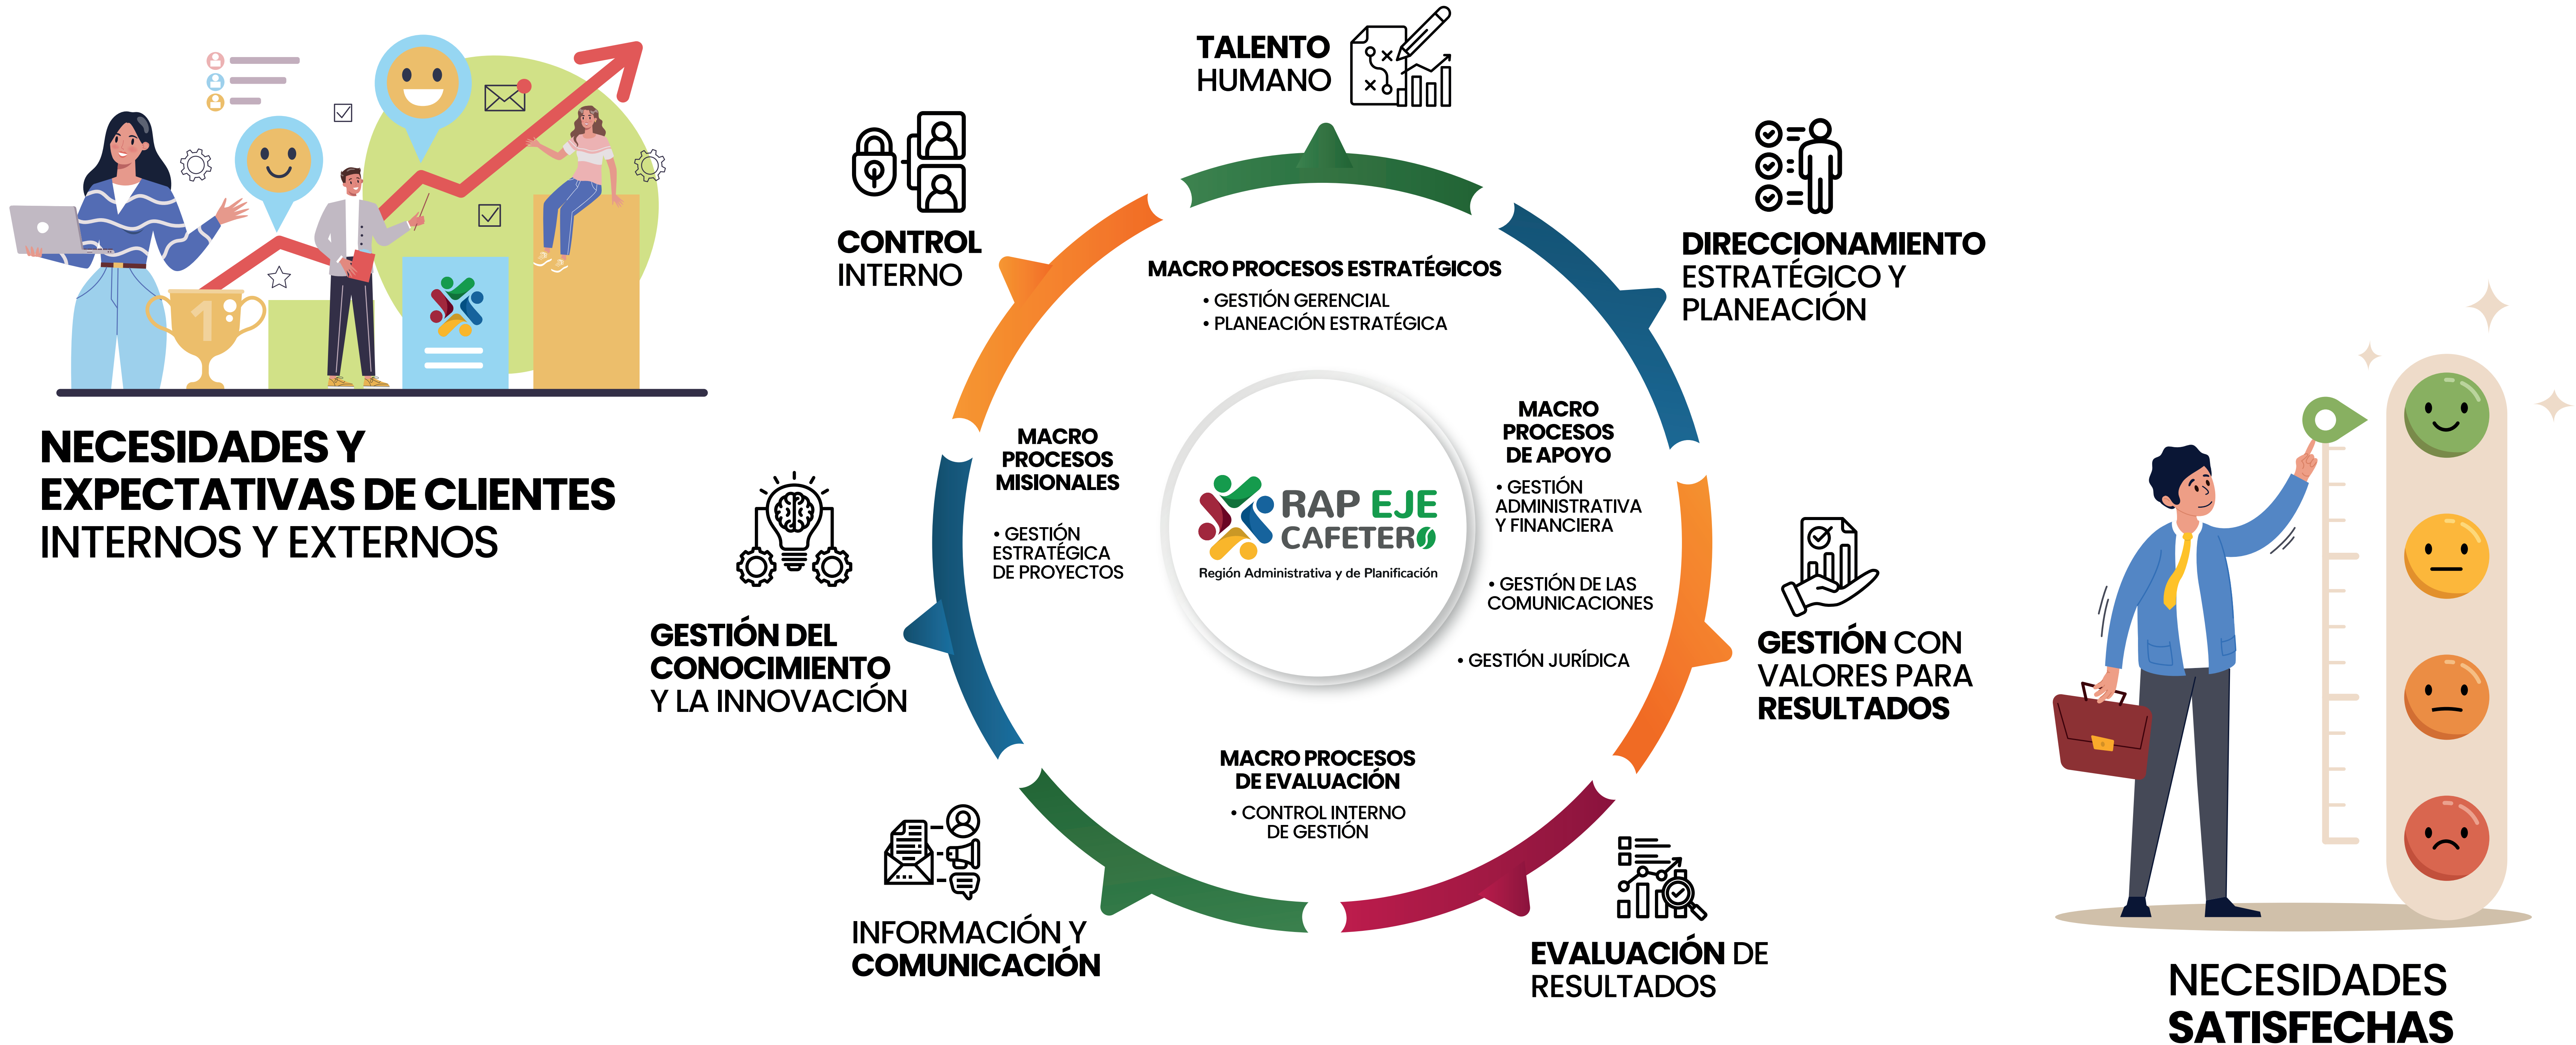 NECESIDADES Y
EXPECTATIVAS DE CLIENTES
INTERNOS Y EXTERNOS
1
TALENTO
HUMANO
DIRECCIONAMIENTO
ESTRATÉGICO Y
PLANEACIÓN
GESTIÓN CON
VALORES PARA
RESULTADOS
EVALUACIÓN DE
RESULTADOS
INFORMACIÓN Y
COMUNICACIÓN
GESTIÓN DEL
CONOCIMIENTO
Y LA INNOVACIÓN
CONTROL
INTERNO
MACRO PROCESOS ESTRATÉGICOS
• GESTIÓN GERENCIAL
• PLANEACIÓN ESTRATÉGICA
MACRO
PROCESOS
MISIONALES
• GESTIÓN
ESTRATÉGICA
DE PROYECTOS
RAP EJE
CAFETERO
Región Administrativa y de Planificación
MACRO
PROCESOS
DE APOYO
• GESTIÓN
ADMINISTRATIVA
Y FINANCIERA
• GESTIÓN DE LAS
COMUNICACIONES
• GESTIÓN JURÍDICA
MACRO PROCESOS
DE EVALUACIÓN
• CONTROL INTERNO
DE GESTIÓN
NECESIDADES
SATISFECHAS